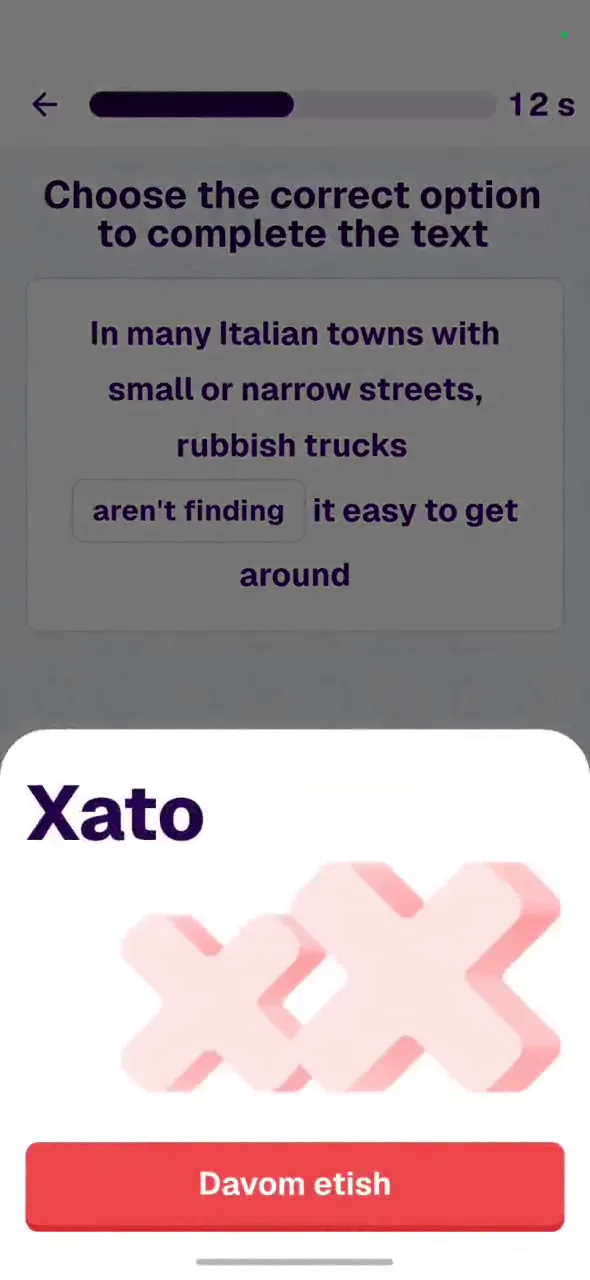 12 s
Choose the correct option
to complete the text
In many Italian towns with
small or narrow streets,
rubbish trucks
aren't finding it easy to get
around
Xato
Davom etish